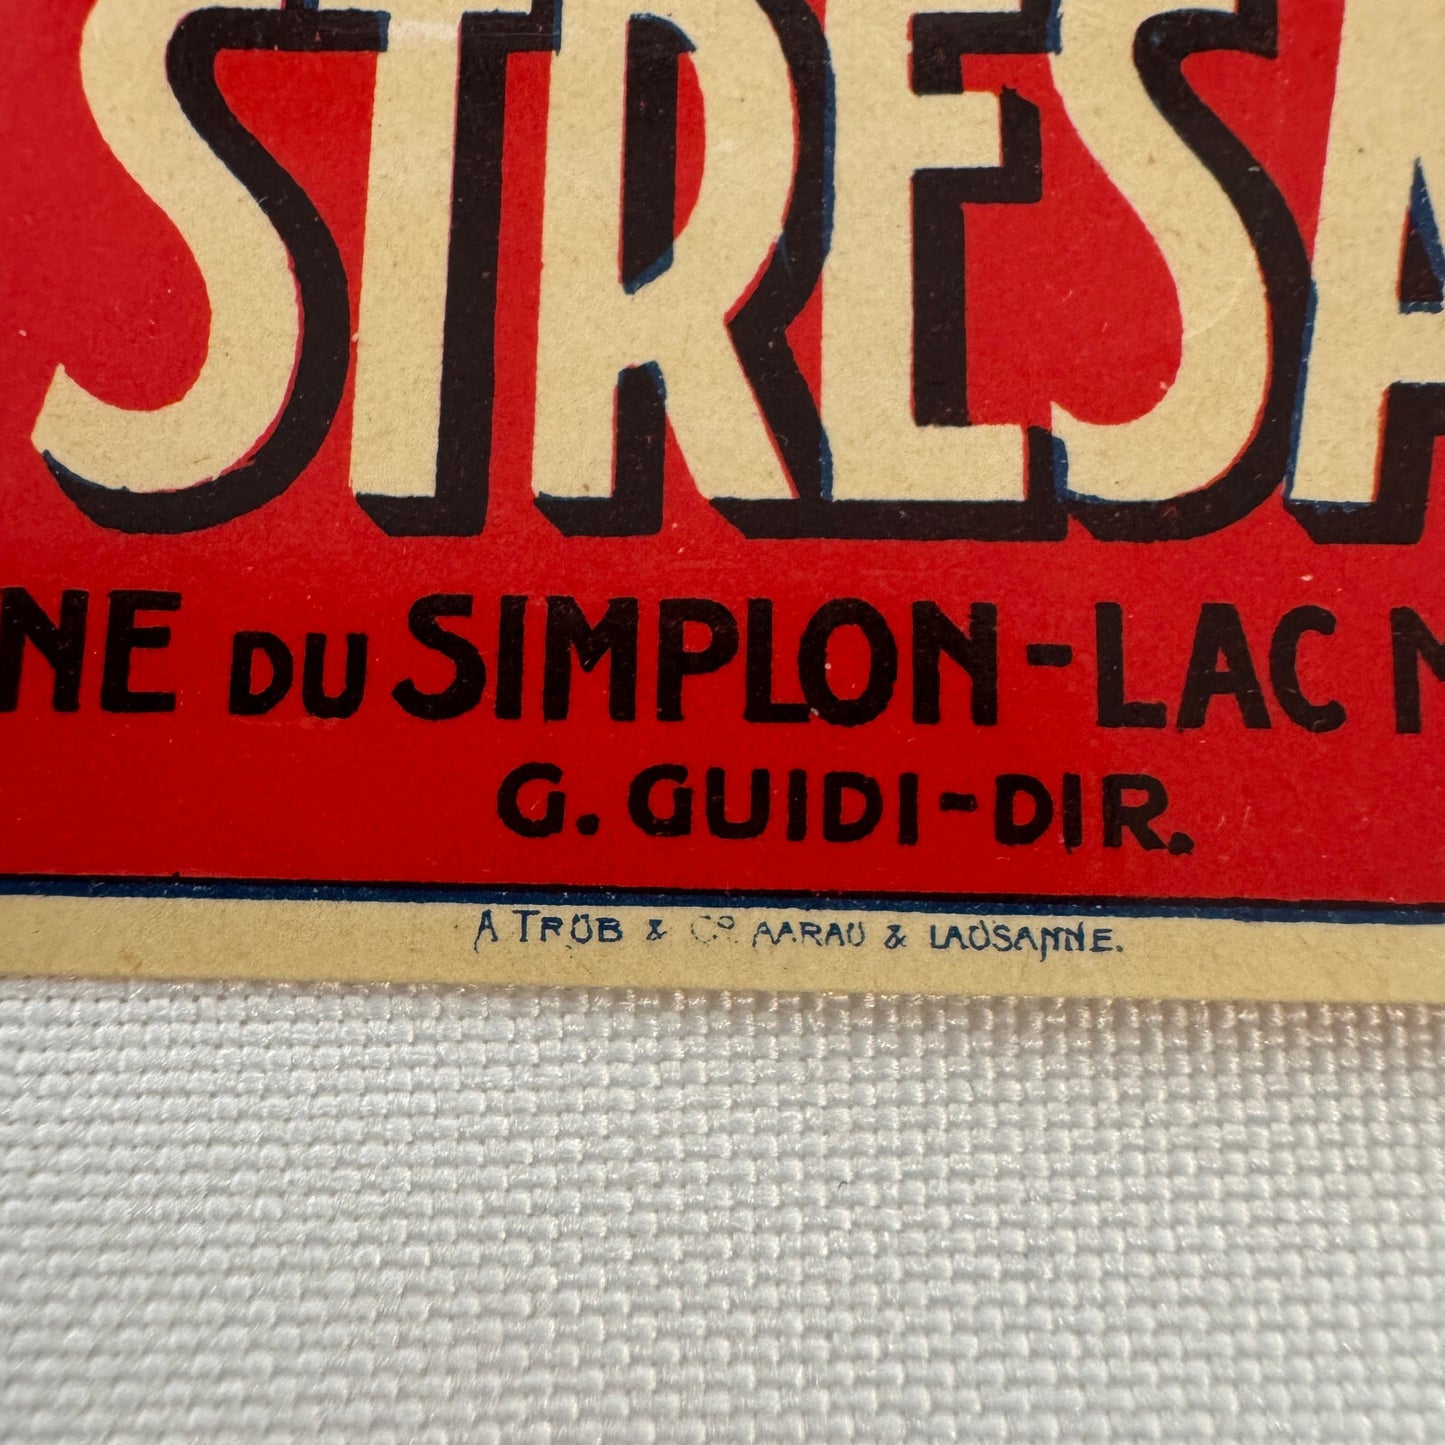 STRESA
NE DU SIMPLON-LAC M
G. GUIDI-DIR.
A TRÜB & Cº AARAU & LAUSANNE.